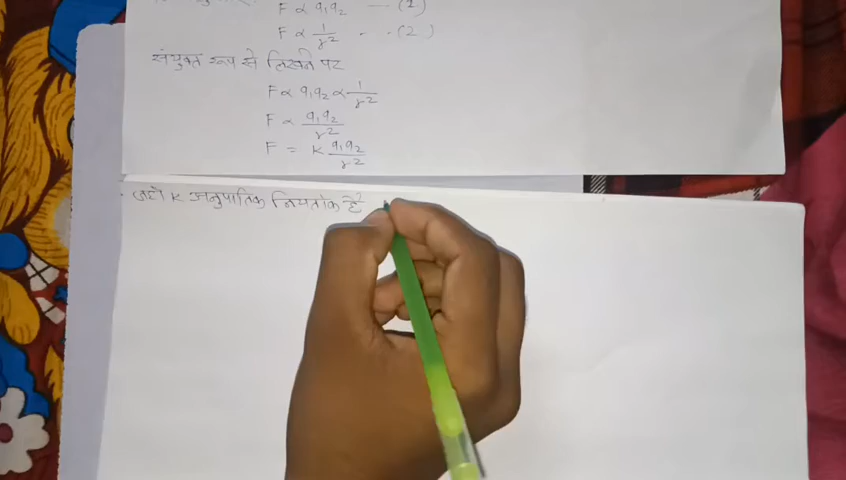 F ∝ q₁q₂ — (1)
F ∝ 1/r² - - (2)
संयुक्त रूप से लिखने पर
F ∝ q₁q₂ ∝ 1/r²
F ∝ q₁q₂/r²
F = K q₁q₂/r²
जहाँ K अनुपातिक नियतांक है